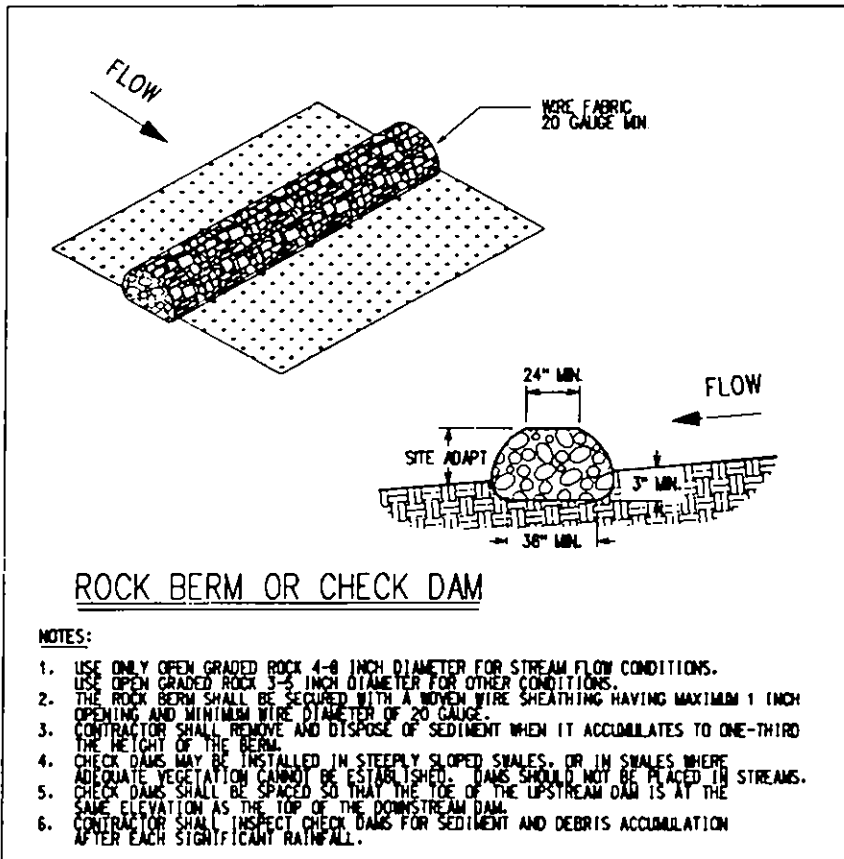 FLOW
WIRE FABRIC
20 GAUGE MIN.
24" MIN.
FLOW
SITE ADAPT
3" MIN.
36" MIN.
ROCK BERM OR CHECK DAM
NOTES:
1. USE ONLY OPEN GRADED ROCK 4-8 INCH DIAMETER FOR STREAM FLOW CONDITIONS.
USE OPEN GRADED ROCK 3-5 INCH DIAMETER FOR OTHER CONDITIONS.
2. THE ROCK BERM SHALL BE SECURED WITH A WOVEN WIRE SHEATHING HAVING MAXIMUM 1 INCH
OPENING AND MINIMUM WIRE DIAMETER OF 20 GAUGE.
3. CONTRACTOR SHALL REMOVE AND DISPOSE OF SEDIMENT WHEN IT ACCUMULATES TO ONE-THIRD
THE HEIGHT OF THE BERM.
4. CHECK DAMS MAY BE INSTALLED IN STEEPLY SLOPED SWALES, OR IN SWALES WHERE
ADEQUATE VEGETATION CANNOT BE ESTABLISHED. DAMS SHOULD NOT BE PLACED IN STREAMS.
5. CHECK DAMS SHALL BE SPACED SO THAT THE TOE OF THE UPSTREAM DAM IS AT THE
SAME ELEVATION AS THE TOP OF THE DOWNSTREAM DAM.
6. CONTRACTOR SHALL INSPECT CHECK DAMS FOR SEDIMENT AND DEBRIS ACCUMULATION
AFTER EACH SIGNIFICANT RAINFALL.